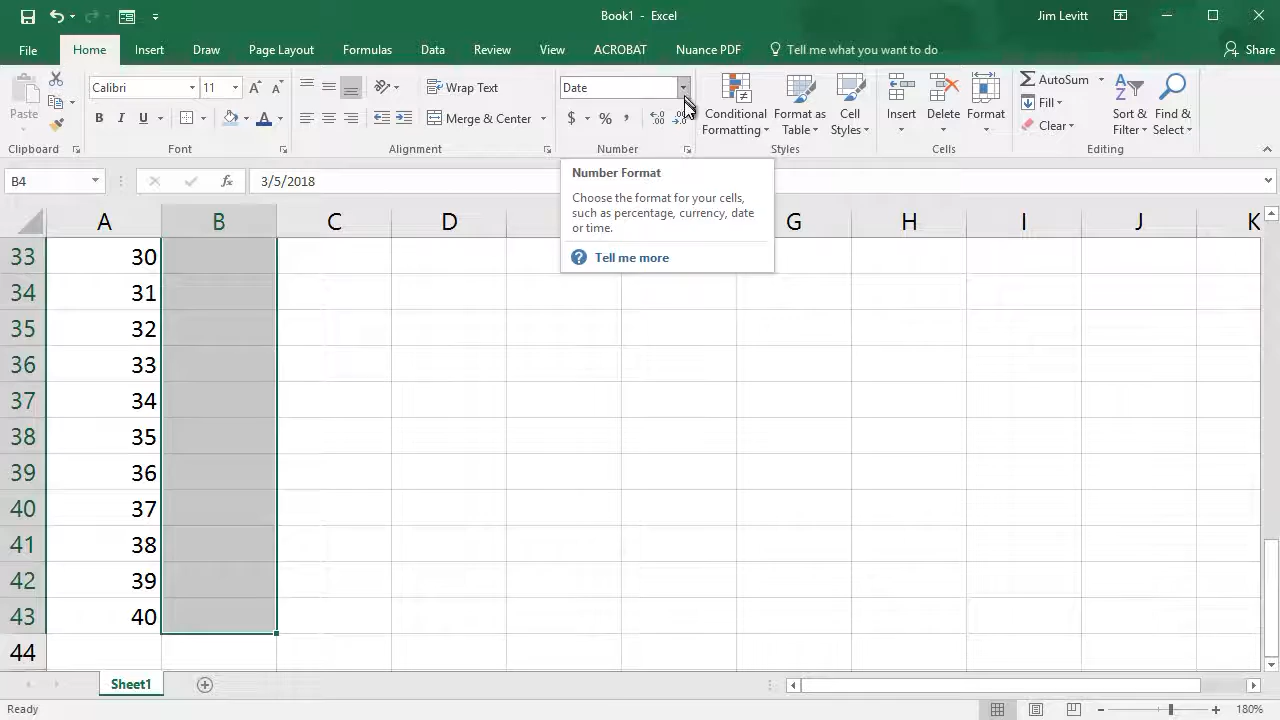 Book1 - Excel
Jim Levitt
File Home Insert Draw Page Layout Formulas Data Review View ACROBAT Nuance PDF Tell me what you want to do Share
Paste
Clipboard
Calibri 11
B I U A
Font
Wrap Text
Merge & Center
Alignment
Date
$ % ,
Number
Conditional Formatting
Format as Table
Cell Styles
Styles
Insert Delete Format
Cells
AutoSum
Fill
Clear
Sort & Filter
Find & Select
Editing
B4 fx 3/5/2018
Number Format
Choose the format for your cells,
such as percentage, currency, date
or time.
Tell me more
A B C D G H I J K
33 30
34 31
35 32
36 33
37 34
38 35
39 36
40 37
41 38
42 39
43 40
44
Sheet1
Ready
180%